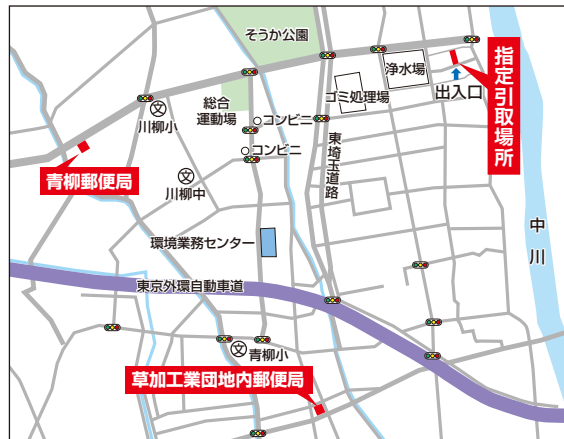 そうか公園
浄水場
指定引取場所
ゴミ処理場
出入口
総合
運動場
コンビニ
文
川柳小
東埼玉道路
コンビニ
青柳郵便局
文
川柳中
中川
環境業務センター
東京外環自動車道
文
青柳小
草加工業団地内郵便局